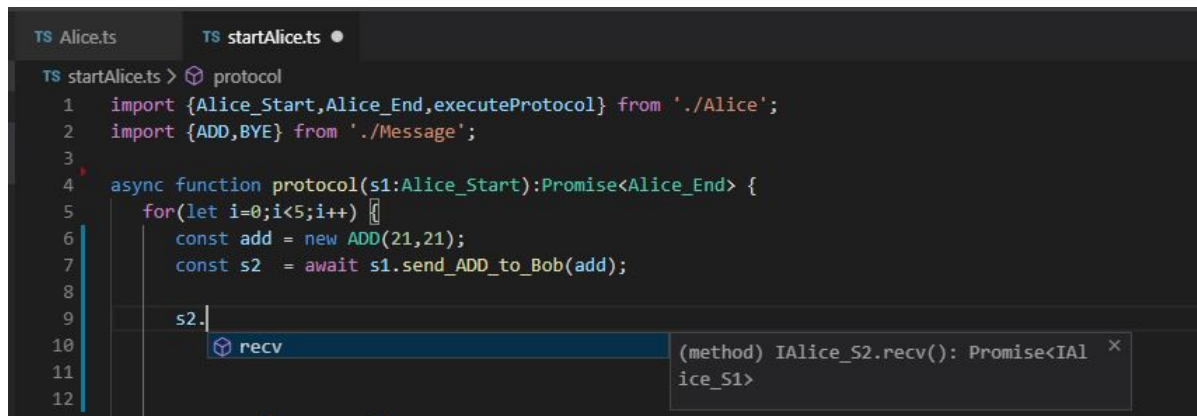 TS Alice.ts TS startAlice.ts ●
TS startAlice.ts > protocol
1 import {Alice_Start,Alice_End,executeProtocol} from './Alice';
2 import {ADD,BYE} from './Message';
3
4 async function protocol(s1:Alice_Start):Promise<Alice_End> {
5 for(let i=0;i<5;i++) {
6 const add = new ADD(21,21);
7 const s2 = await s1.send_ADD_to_Bob(add);
8
9 s2.
10 recv (method) IAlice_S2.recv(): Promise<IAl ×
11 ice_S1>
12